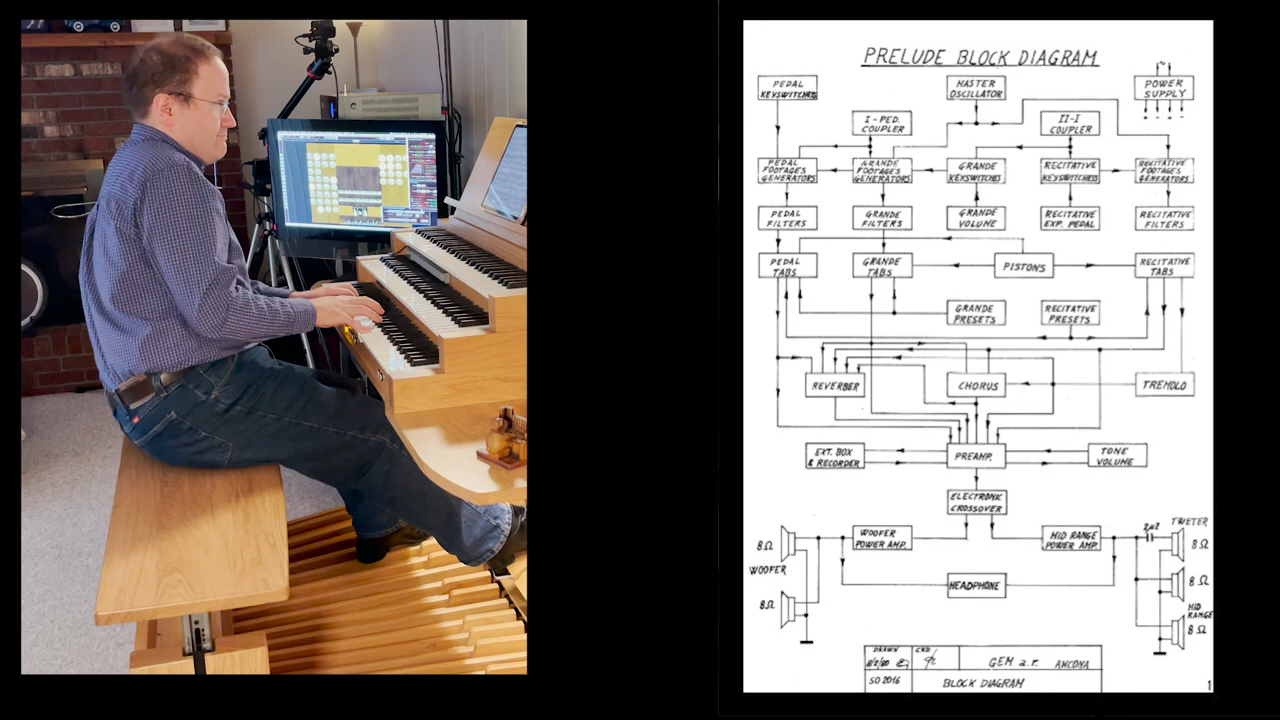 PRELUDE BLOCK DIAGRAM
PEDAL
KEYSWITCHES
MASTER
OSCILLATOR
POWER
SUPPLY
I-PED.
COUPLER
II-I
COUPLER
PEDAL
FOOTAGES
GENERATORS
GRANDE
FOOTAGES
GENERATORS
GRANDE
KEYSWITCHES
RECITATIVE
KEYSWITCHESS
RECITATIVE
FOOTAGES
GENERATORS
PEDAL
FILTERS
GRANDE
FILTERS
GRANDE
VOLUME
RECITATIVE
EXP. PEDAL
RECITATIVE
FILTERS
PEDAL
TABS
GRANDE
TABS
PISTONS
RECITATIVE
TABS
GRANDE
PRESETS
RECITATIVE
PRESETS
REVERBER
CHORUS
TREMOLO
EXT. BOX
& RECORDER
PREAMP.
TONE
VOLUME
ELECTRONIC
CROSSOVER
WOOFER
POWER AMP.
MID RANGE
POWER AMP.
2µ2
TWETER
8Ω
8Ω
WOOFER
HEADPHONE
8Ω
8Ω
MID
RANGE
8Ω
DRAWN
CKD
GEM a.r. ANCONA
SO 2016
BLOCK DIAGRAM
1